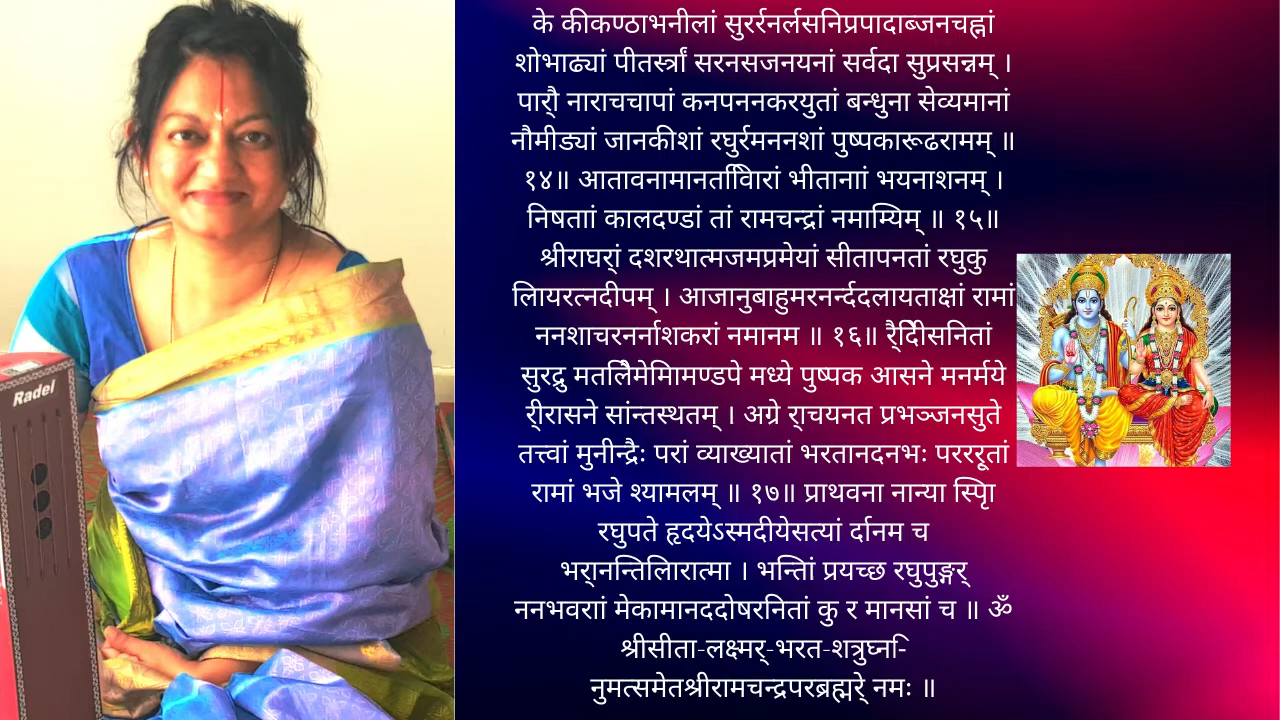 Radel
के कीकण्ठाभनीलां सुरर्रनर्लसनिप्रपादाब्जनचह्नां
शोभाढ्यां पीतर्स्त्रां सरनसजनयनां सर्वदा सुप्रसन्नम् ।
पार्ौ नाराचचापां कनपननकरयुतां बन्धुना सेव्यमानां
नौमीड्यां जानकीशां रघुर्रमननशां पुष्पकारूढरामम् ॥
१४॥ आतावनामानतविािरां भीतानाां भयनाशनम् ।
निषताां कालदण्डां तां रामचन्द्रां नमाम्यिम् ॥ १५॥
श्रीराघर्ां दशरथात्मजमप्रमेयां सीतापनतां रघुकु
लाियरत्नदीपम् । आजानुबाहुमरनर्न्ददलायताक्षां रामां
ननशाचरनर्नाशकरां नमानम ॥ १६॥ र्ैदेिीसनितां
सुरद्रु मतलेिैमेमिामण्डपे मध्ये पुष्पक आसने मनर्मये
र्ीरासने सांन्तस्थतम् । अग्रे र्ाचयनत प्रभञ्जनसुते
तत्त्वां मुनीन्द्रैः परां व्याख्यातां भरतानदनभः पररर्ूतां
रामां भजे श्यामलम् ॥ १७॥ प्राथवना नान्या स्पृिा
रघुपते हृदयेऽस्मदीयेसत्यां र्दानम च
भर्ानन्तिलािरात्मा । भन्तिां प्रयच्छ रघुपुङ्गर्
ननभवराां मेकामानददोषरनितां कु र मानसां च ॥ ॐ
श्रीसीता-लक्ष्मर्-भरत-शत्रुघ्न-ि
नुमत्समेतश्रीरामचन्द्रपरब्रह्मर्े नमः ॥